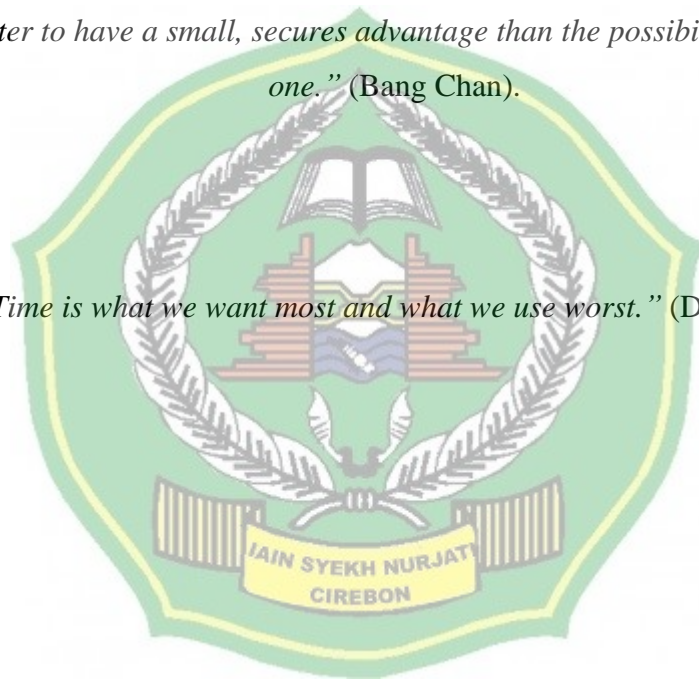 ter to have a small, secures advantage than the possibi
one.” (Bang Chan).
Time is what we want most and what we use worst.” (D
IAIN SYEKH NURJATI
CIREBON